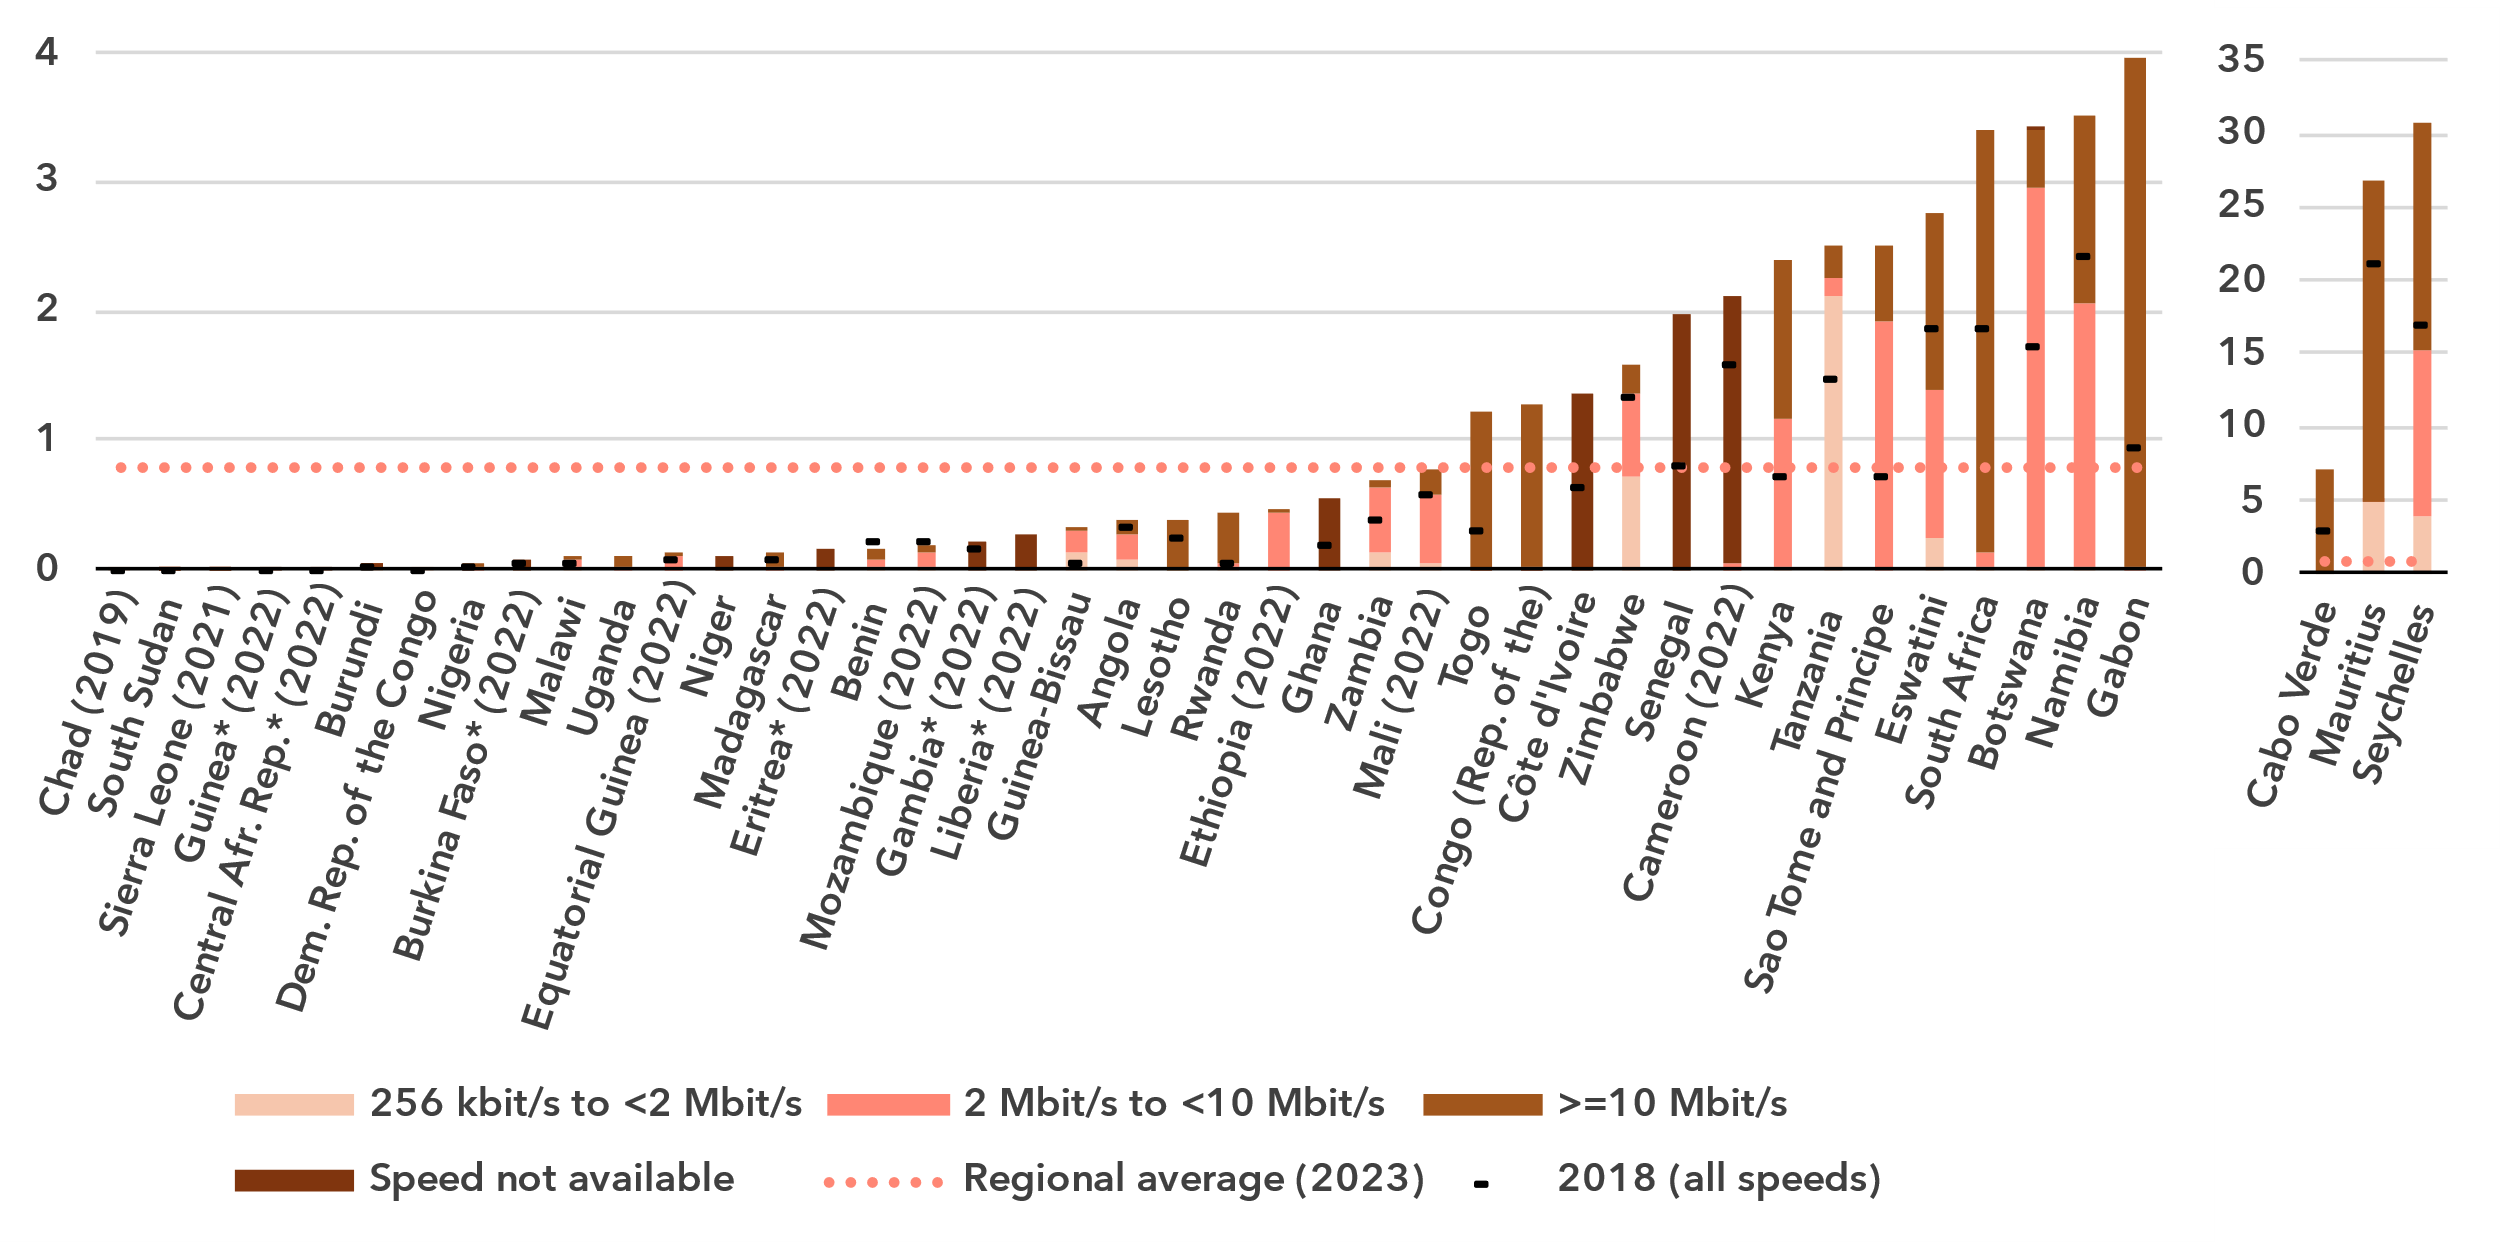 4
3
2
1
0
35
30
25
20
15
10
5
0
Chad (2019)
South Sudan
Sierra Leone (2021)
Guinea* (2022)
Central Afr. Rep.* (2022)
Burundi
Dem. Rep. of the Congo
Nigeria
Burkina Faso* (2022)
Malawi
Uganda
Equatorial Guinea (2022)
Niger
Madagascar
Eritrea* (2022)
Benin
Mozambique (2022)
Gambia* (2022)
Liberia* (2022)
Guinea-Bissau
Angola
Lesotho
Rwanda
Ethiopia (2022)
Ghana
Zambia
Mali (2022)
Togo
Congo (Rep. of the)
Côte d'Ivoire
Zimbabwe
Senegal
Cameroon (2022)
Kenya
Tanzania
Sao Tome and Principe
Eswatini
South Africa
Botswana
Namibia
Gabon
Cabo Verde
Mauritius
Seychelles
256 kbit/s to <2 Mbit/s
2 Mbit/s to <10 Mbit/s
>=10 Mbit/s
Speed not available
Regional average (2023)
2018 (all speeds)